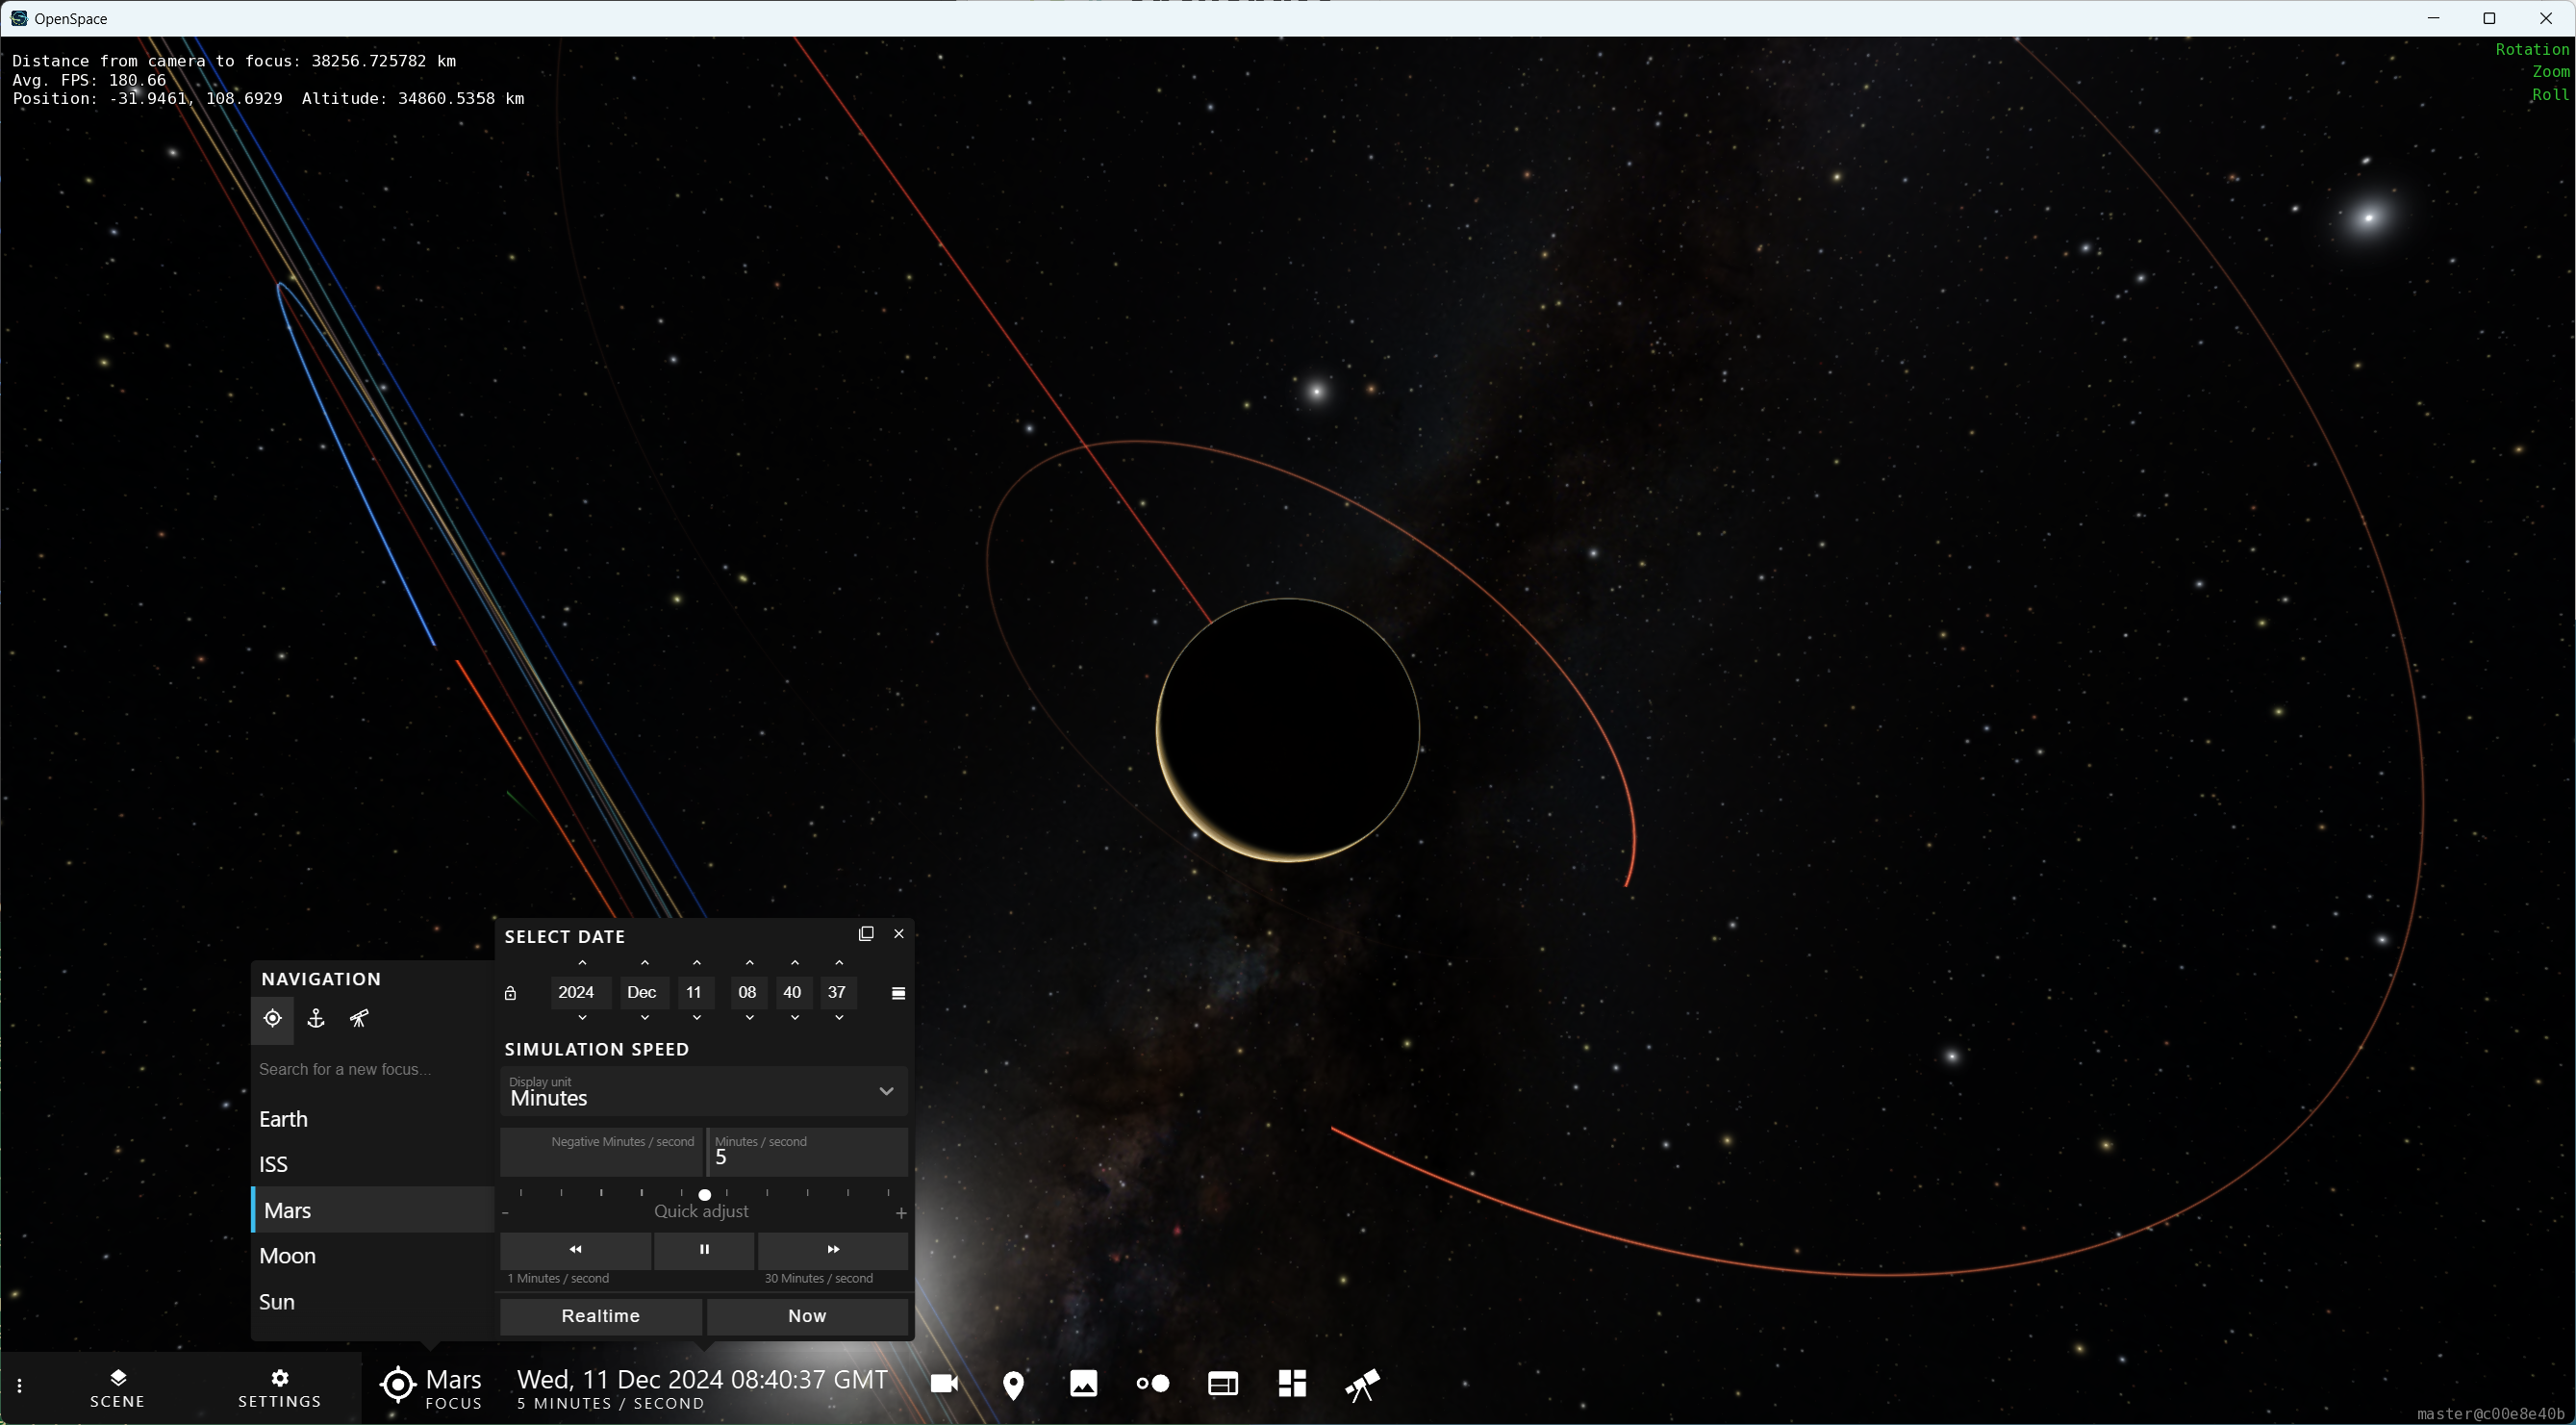 OpenSpace
Distance from camera to focus: 38256.725782 km
Avg. FPS: 180.66
Position: -31.9461, 108.6929  Altitude: 34860.5358 km
Rotation
Zoom
Roll
SELECT DATE
2024 Dec 11 08 40 37
SIMULATION SPEED
Display unit
Minutes
Negative Minutes / second
Minutes / second
5
- Quick adjust +
1 Minutes / second
30 Minutes / second
Realtime
Now
NAVIGATION
Search for a new focus...
Earth
ISS
Mars
Moon
Sun
SCENE
SETTINGS
Mars
FOCUS
Wed, 11 Dec 2024 08:40:37 GMT
5 MINUTES / SECOND
master@c00e8e40b